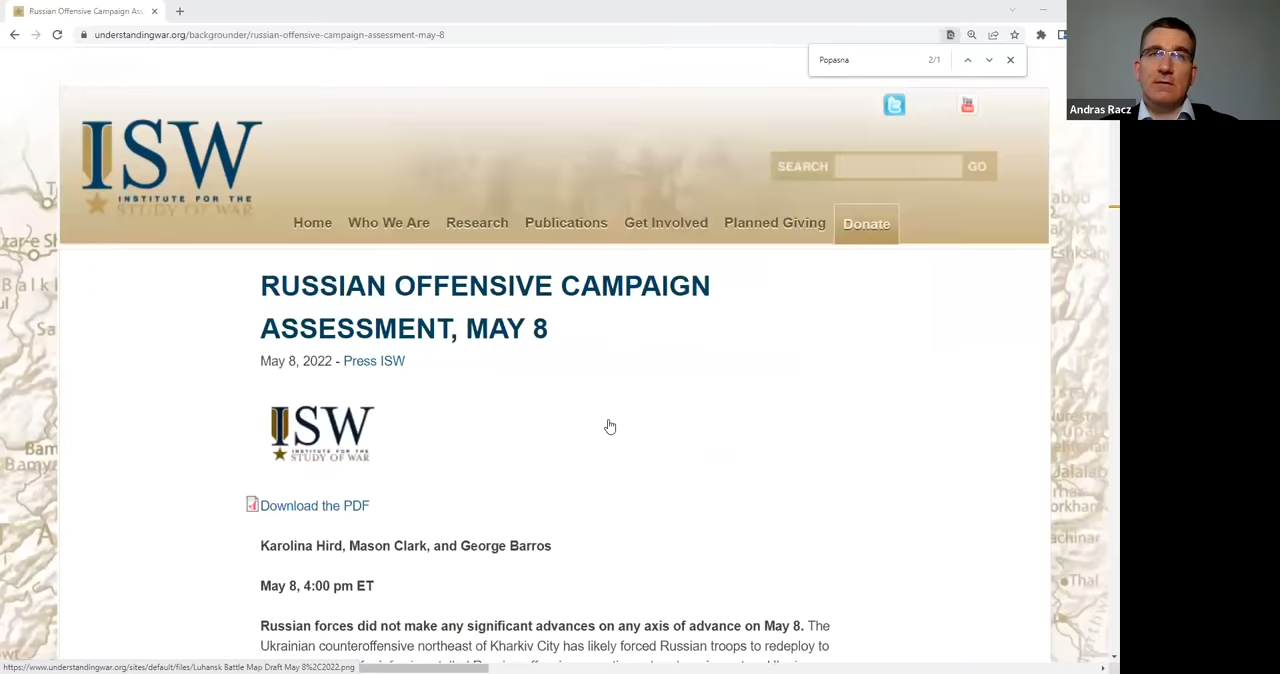 Russian Offensive Campaign Ass
understandingwar.org/backgrounder/russian-offensive-campaign-assessment-may-8
Popasna 2/1
Andras Racz
ISW
INSTITUTE FOR THE
STUDY OF WAR
SEARCH GO
Home Who We Are Research Publications Get Involved Planned Giving Donate
RUSSIAN OFFENSIVE CAMPAIGN
ASSESSMENT, MAY 8
May 8, 2022 - Press ISW
ISW
INSTITUTE FOR THE
STUDY OF WAR
Download the PDF
Karolina Hird, Mason Clark, and George Barros
May 8, 4:00 pm ET
Russian forces did not make any significant advances on any axis of advance on May 8. The
Ukrainian counteroffensive northeast of Kharkiv City has likely forced Russian troops to redeploy to
https://www.understandingwar.org/sites/default/files/Luhansk Battle Map Draft May 8%2C2022.png